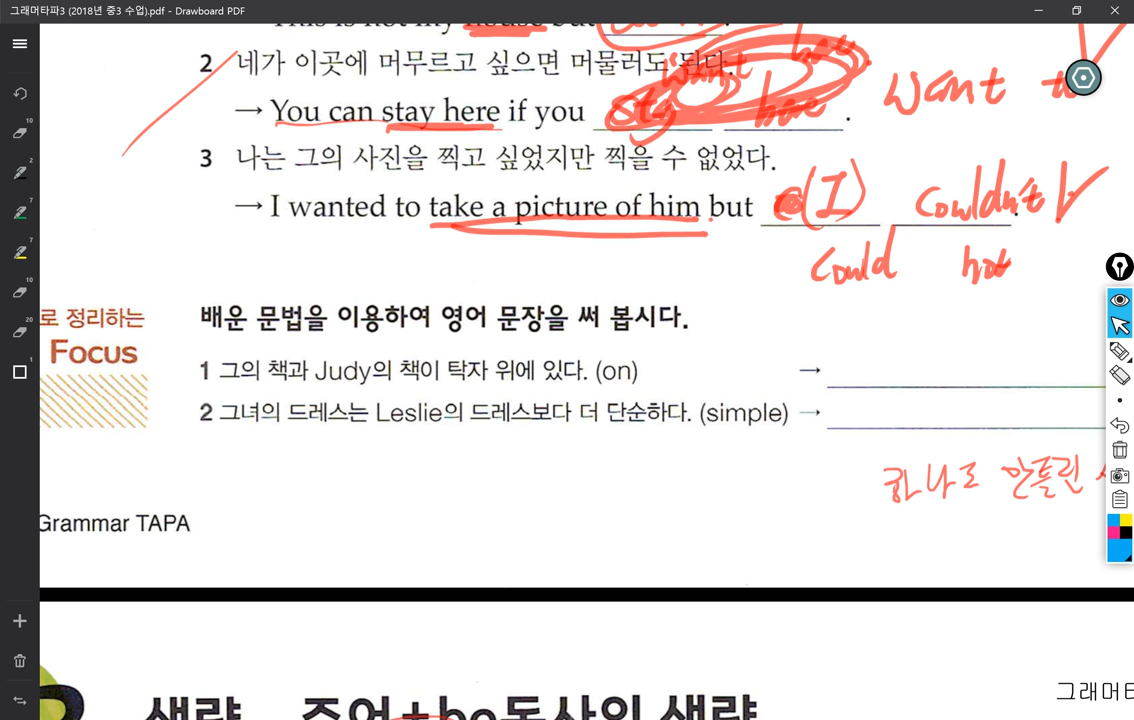 그래머타파3 (2018년 중3 수업).pdf - Drawboard PDF
This is not my house but
2 네가 이곳에 머무르고 싶으면 머물러도 된다.
want
→ You can stay here if you
want to
3 나는 그의 사진을 찍고 싶었지만 찍을 수 없었다.
→ I wanted to take a picture of him but (I) couldn't.
could not
로 정리하는
Focus
배운 문법을 이용하여 영어 문장을 써 봅시다.
1 그의 책과 Judy의 책이 탁자 위에 있다. (on) →
2 그녀의 드레스는 Leslie의 드레스보다 더 단순하다. (simple) →
하나로 안틀린
Grammar TAPA
그래머타
생략 주어+be동사의 생략